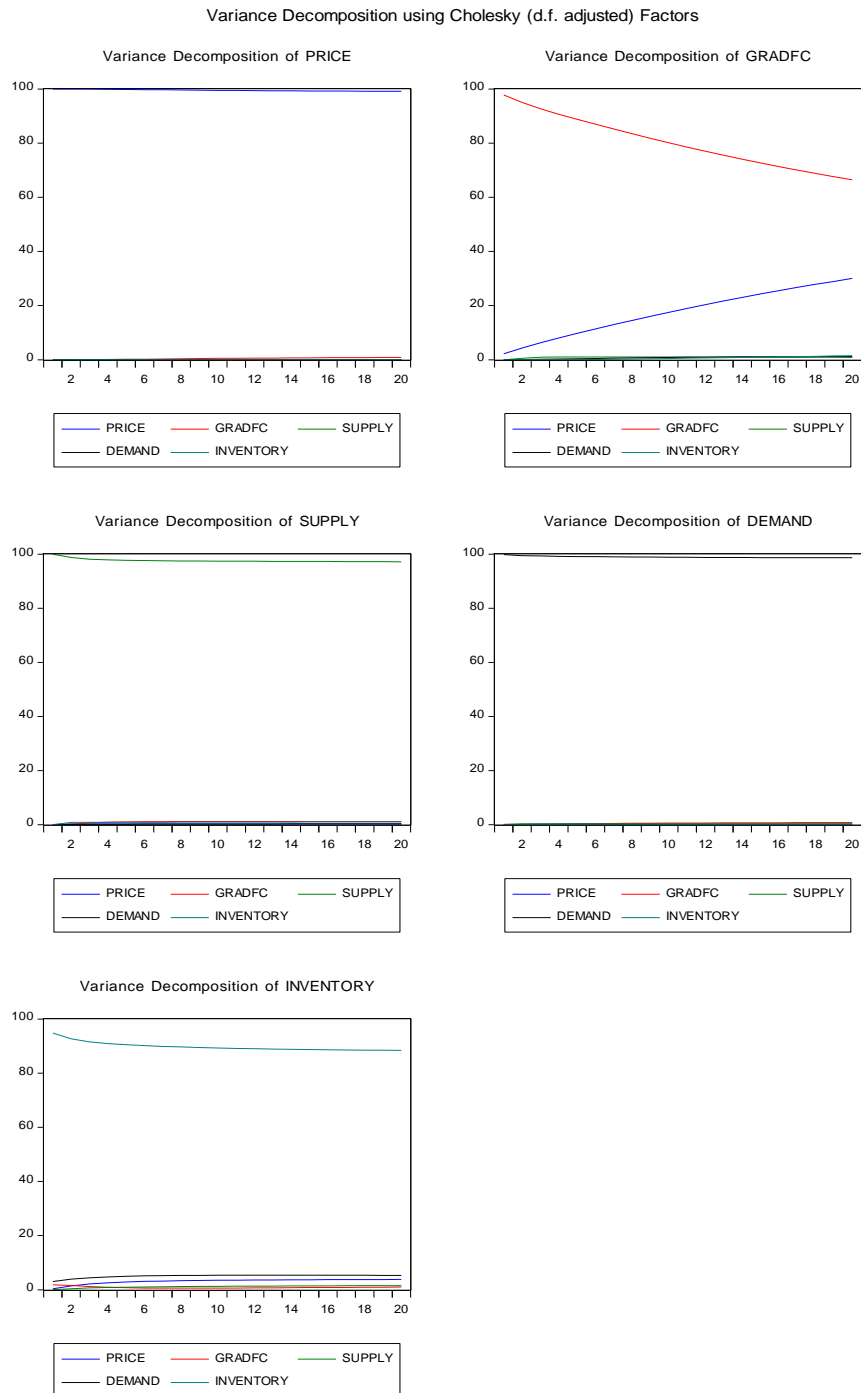 Variance Decomposition using Cholesky (d.f. adjusted) Factors
Variance Decomposition of PRICE
100
80
60
40
20
0
2 4 6 8 10 12 14 16 18 20
PRICE GRADFC SUPPLY
DEMAND INVENTORY
Variance Decomposition of GRADFC
100
80
60
40
20
0
2 4 6 8 10 12 14 16 18 20
PRICE GRADFC SUPPLY
DEMAND INVENTORY
Variance Decomposition of SUPPLY
100
80
60
40
20
0
2 4 6 8 10 12 14 16 18 20
PRICE GRADFC SUPPLY
DEMAND INVENTORY
Variance Decomposition of DEMAND
100
80
60
40
20
0
2 4 6 8 10 12 14 16 18 20
PRICE GRADFC SUPPLY
DEMAND INVENTORY
Variance Decomposition of INVENTORY
100
80
60
40
20
0
2 4 6 8 10 12 14 16 18 20
PRICE GRADFC SUPPLY
DEMAND INVENTORY